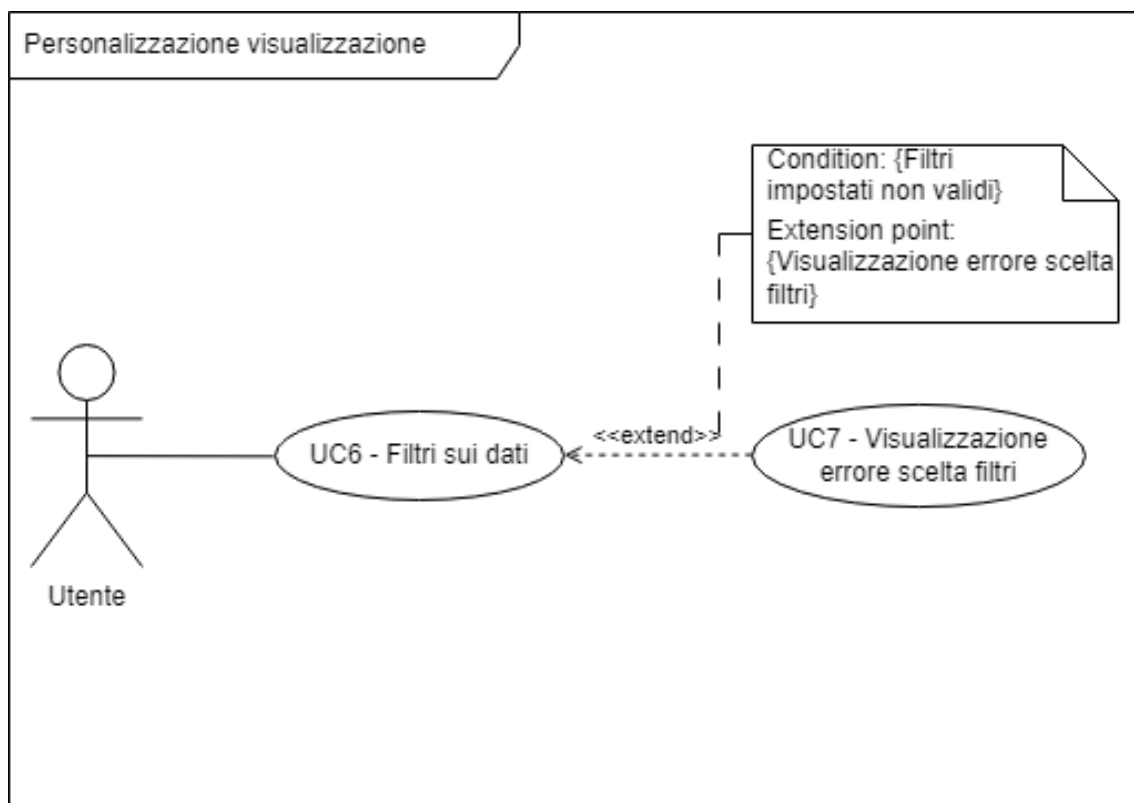 Personalizzazione visualizzazione
Condition: {Filtri
impostati non validi}
Extension point:
{Visualizzazione errore scelta
filtri}
<<extend>>
UC6 - Filtri sui dati
UC7 - Visualizzazione
errore scelta filtri
Utente